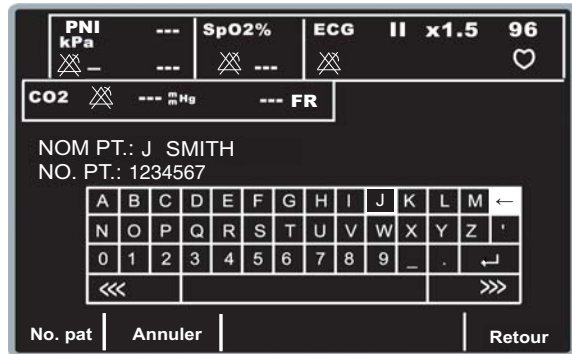 PNI --- SpO2% ECG II x1.5 96
kPa
– --- ---
CO2 --- mmHg --- FR
NOM PT.: J SMITH
NO. PT.: 1234567
A B C D E F G H I J K L M ←
N O P Q R S T U V W X Y Z '
0 1 2 3 4 5 6 7 8 9 _ . ↵
<<< >>>
No. pat Annuler Retour